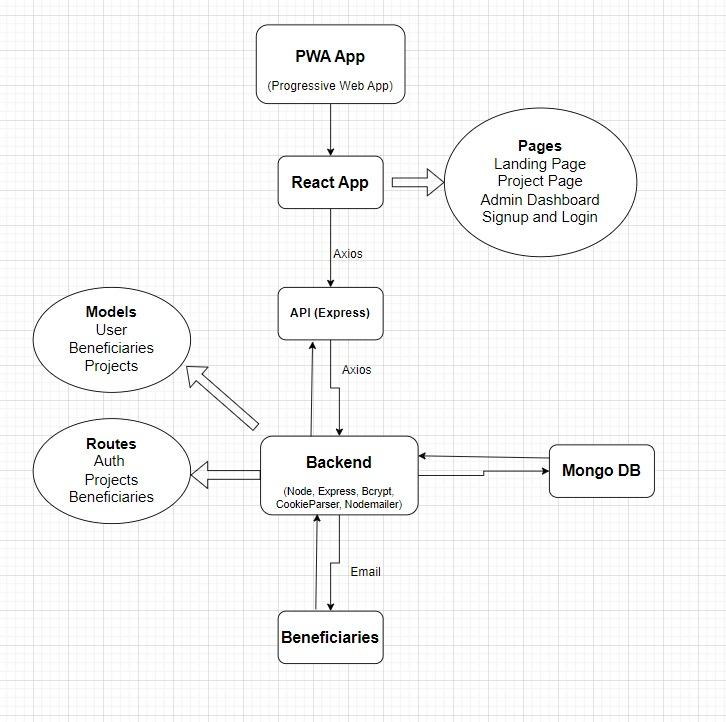 PWA App
(Progressive Web App)
React App
Pages
Landing Page
Project Page
Admin Dashboard
Signup and Login
Axios
API (Express)
Models
User
Beneficiaries
Projects
Axios
Routes
Auth
Projects
Beneficiaries
Backend
(Node, Express, Bcrypt,
CookieParser, Nodemailer)
Mongo DB
Email
Beneficiaries